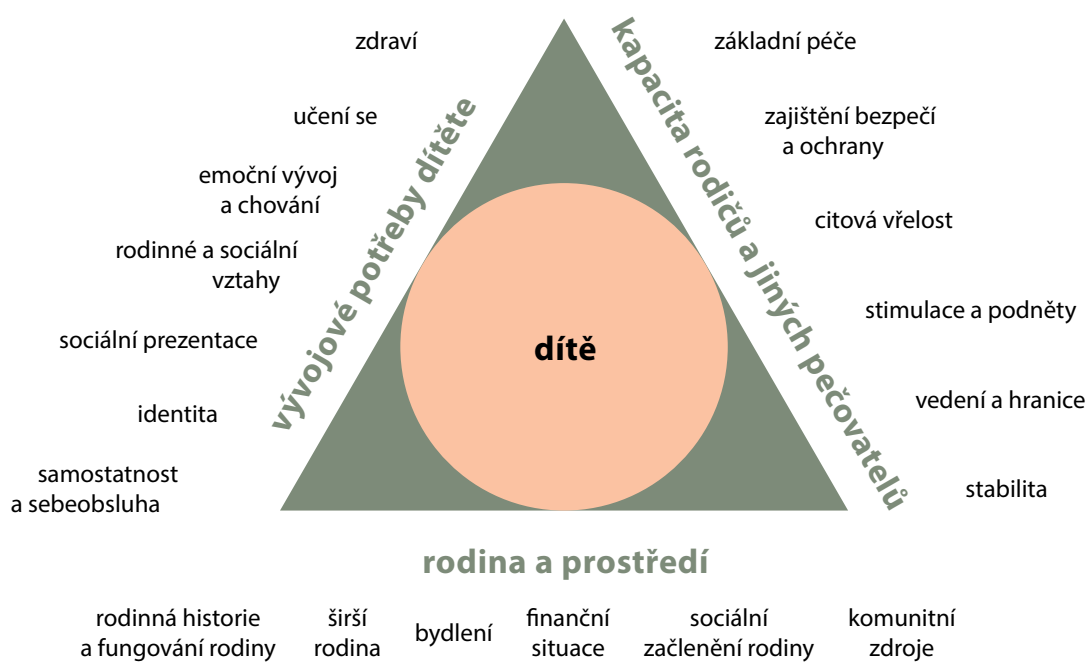 zdraví
učení se
emoční vývoj
a chování
rodinné a sociální
vztahy
sociální prezentace
identita
samostatnost
a sebeobsluha
vývojové potřeby dítěte
dítě
kapacita rodičů a jiných pečovatelů
základní péče
zajištění bezpečí
a ochrany
citová vřelost
stimulace a podněty
vedení a hranice
stabilita
rodina a prostředí
rodinná historie
a fungování rodiny
širší
rodina
bydlení
finanční
situace
sociální
začlenění rodiny
komunitní
zdroje